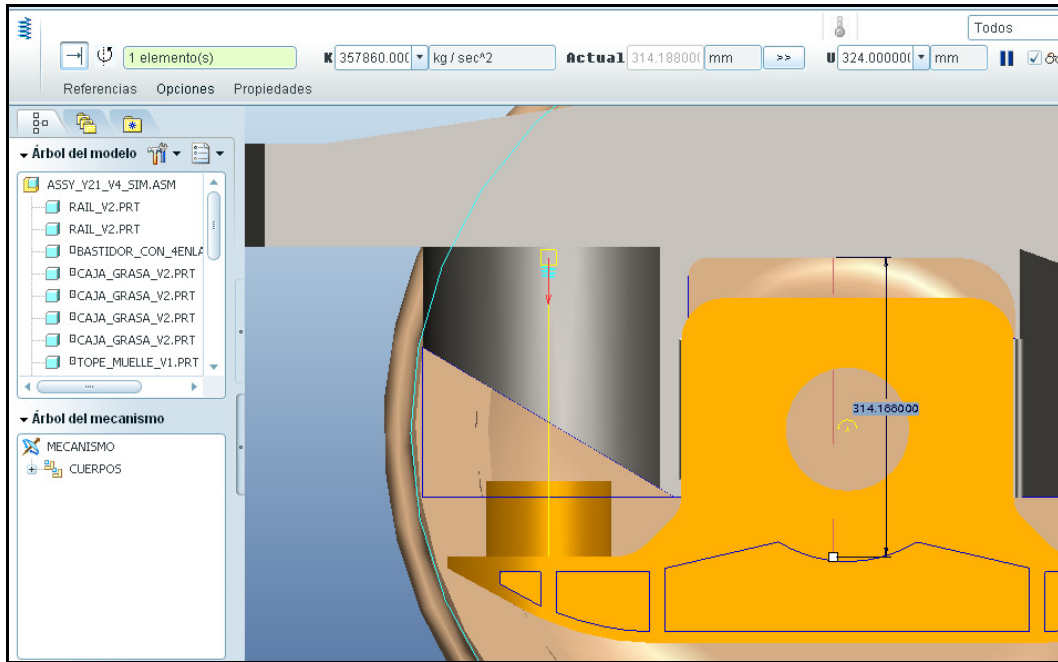 Todos
1 elemento(s) K 357860.000 kg / sec^2 Actual 314.188000 mm >> U 324.000000 mm
Referencias Opciones Propiedades
Árbol del modelo
ASSY_Y21_V4_SIM.ASM
RAIL_V2.PRT
RAIL_V2.PRT
BASTIDOR_CON_4ENLA
CAJA_GRASA_V2.PRT
CAJA_GRASA_V2.PRT
CAJA_GRASA_V2.PRT
CAJA_GRASA_V2.PRT
TOPE_MUELLE_V1.PRT
Árbol del mecanismo
MECANISMO
CUERPOS
314.188000